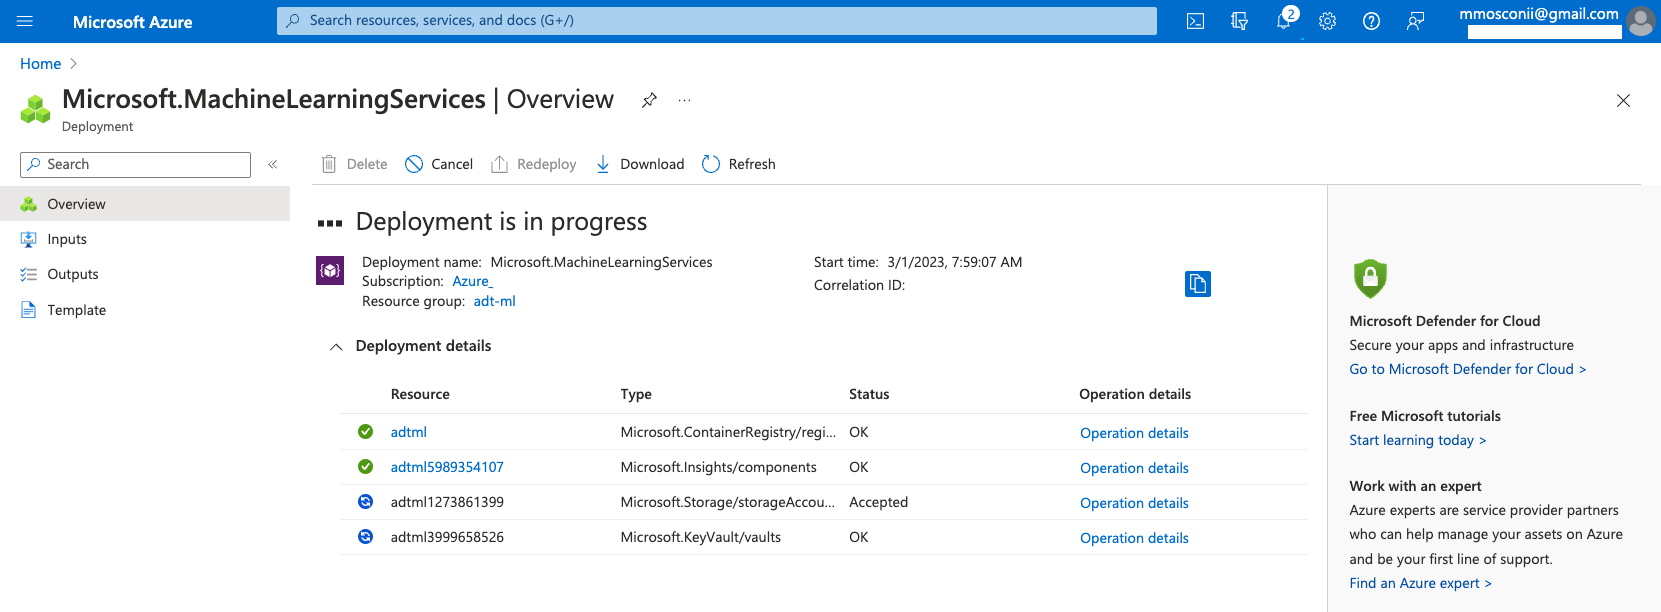 Microsoft Azure
Search resources, services, and docs (G+/)
2
mmosconii@gmail.com
Home
Microsoft.MachineLearningServices | Overview
...
Deployment
Search
«
Delete
Cancel
Redeploy
Download
Refresh
Overview
Inputs
Outputs
Template
Deployment is in progress
Deployment name: Microsoft.MachineLearningServices
Subscription: Azure_
Resource group: adt-ml
Start time: 3/1/2023, 7:59:07 AM
Correlation ID:
Deployment details
Resource Type Status Operation details
adtml Microsoft.ContainerRegistry/regi... OK Operation details
adtml5989354107 Microsoft.Insights/components OK Operation details
adtml1273861399 Microsoft.Storage/storageAccou... Accepted Operation details
adtml3999658526 Microsoft.KeyVault/vaults OK Operation details
Microsoft Defender for Cloud
Secure your apps and infrastructure
Go to Microsoft Defender for Cloud >
Free Microsoft tutorials
Start learning today >
Work with an expert
Azure experts are service provider partners
who can help manage your assets on Azure
and be your first line of support.
Find an Azure expert >